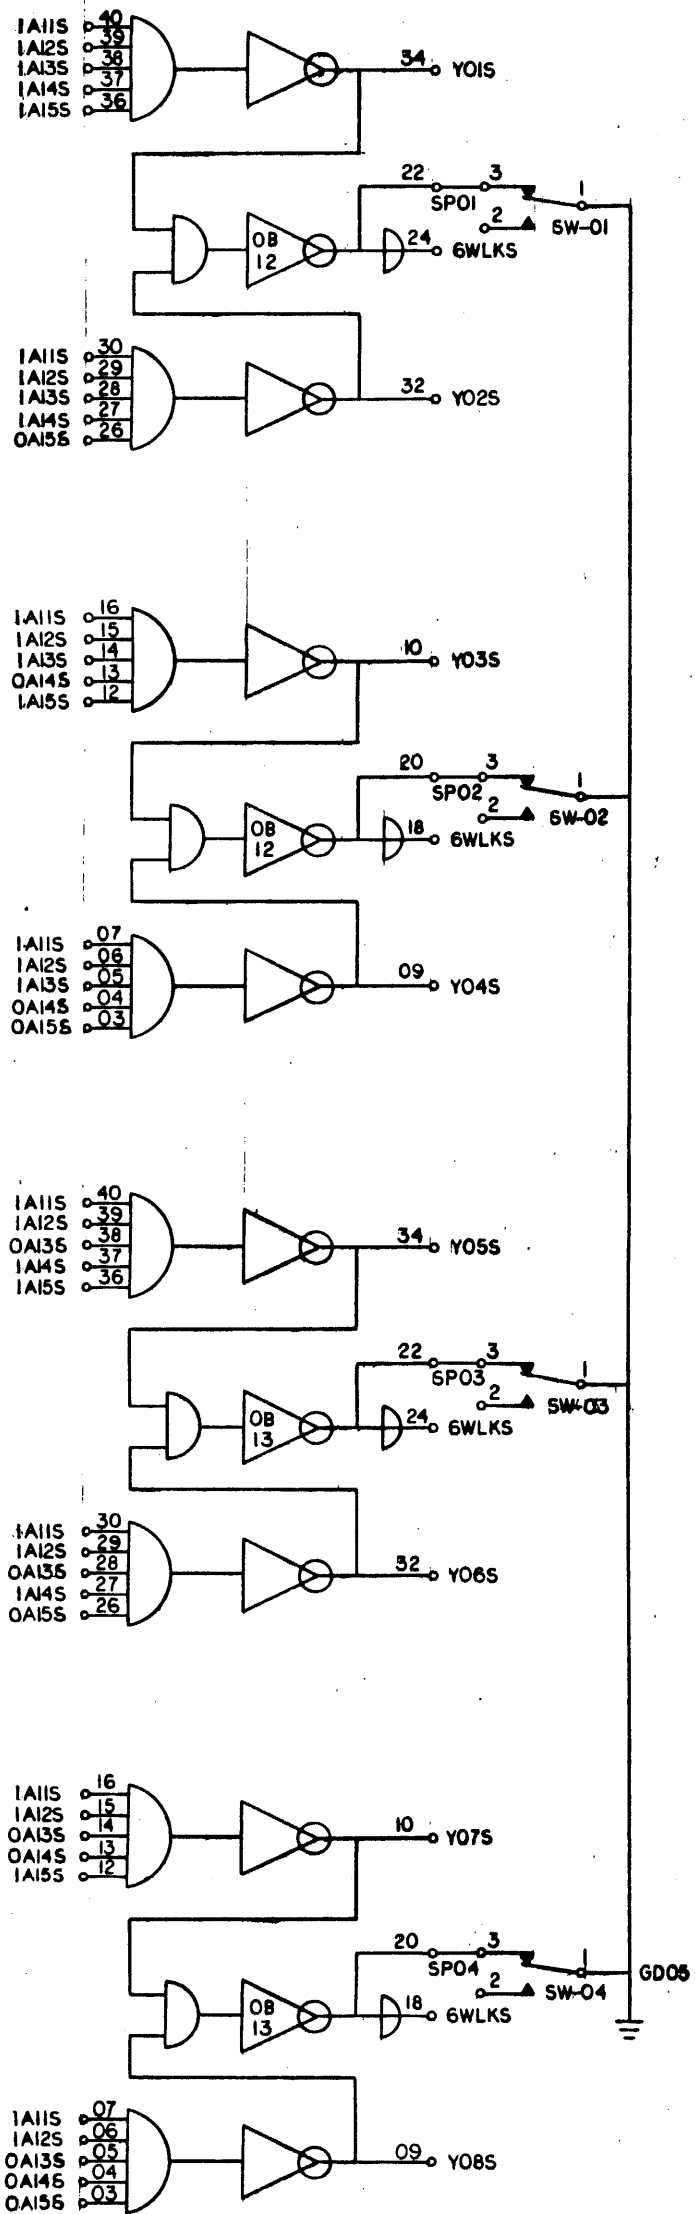 1A11S 40
1A12S 39
1A13S 38
1A14S 37
1A15S 36
34 Y01S
22 3 1
SP01
2 SW-01
OB 24 6WLKS
12
1A11S 30
1A12S 29
1A13S 28
1A14S 27
0A15S 26
32 Y02S
1A11S 16
1A12S 15
1A13S 14
0A14S 13
1A15S 12
10 Y03S
20 3 1
SP02
2 SW-02
OB 18 6WLKS
12
1A11S 07
1A12S 06
1A13S 05
0A14S 04
0A15S 03
09 Y04S
1A11S 40
1A12S 39
0A13S 38
1A14S 37
1A15S 36
34 Y05S
22 3 1
SP03
2 SW-03
OB 24 6WLKS
13
1A11S 30
1A12S 29
0A13S 28
1A14S 27
0A15S 26
32 Y06S
1A11S 16
1A12S 15
0A13S 14
0A14S 13
1A15S 12
10 Y07S
20 3 1
SP04 GD05
2 SW-04
OB 18 6WLKS
13
1A11S 07
1A12S 06
0A13S 05
0A14S 04
0A15S 03
09 Y08S